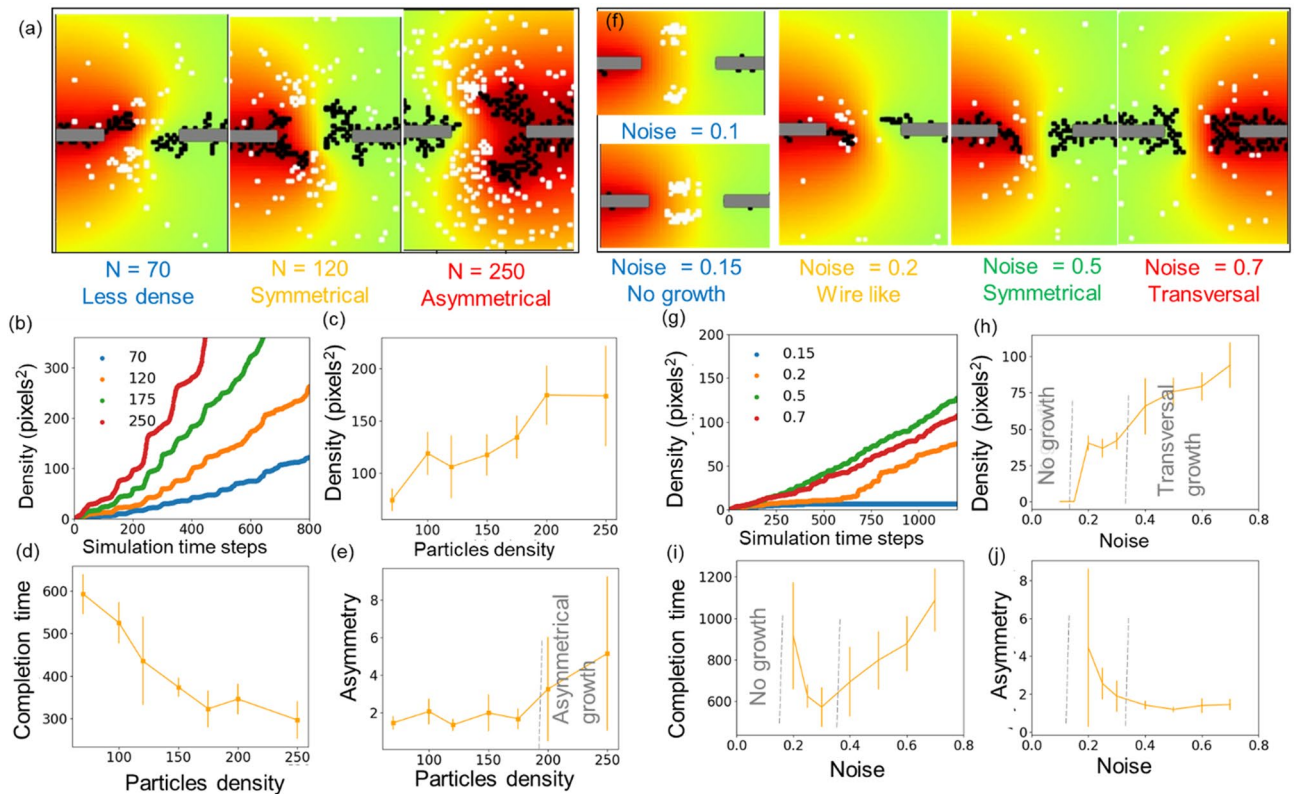 (a)
N = 70
Less dense
N = 120
Symmetrical
N = 250
Asymmetrical
(f)
Noise = 0.1
Noise = 0.15
No growth
Noise = 0.2
Wire like
Noise = 0.5
Symmetrical
Noise = 0.7
Transversal
(b)
Density (pixels²)
300
200
100
0
70
120
175
250
0
200
400
600
800
Simulation time steps
(c)
Density (pixels²)
200
150
100
100
150
200
250
Particles density
(d)
Completion time
600
500
400
300
100
150
200
250
Particles density
(e)
Asymmetry
8
6
4
2
Asymmetrical
growth
100
150
200
250
Particles density
(g)
Density (pixels²)
200
150
100
50
0
0.15
0.2
0.5
0.7
0
250
500
750
1000
Simulation time steps
(h)
Density (pixels²)
100
75
50
25
0
No growth
Transversal
growth
0.0
0.2
0.4
0.6
0.8
Noise
(i)
Completion time
1200
1000
800
600
No growth
0.0
0.2
0.4
0.6
0.8
Noise
(j)
Asymmetry
8
6
4
2
0
0.0
0.2
0.4
0.6
0.8
Noise